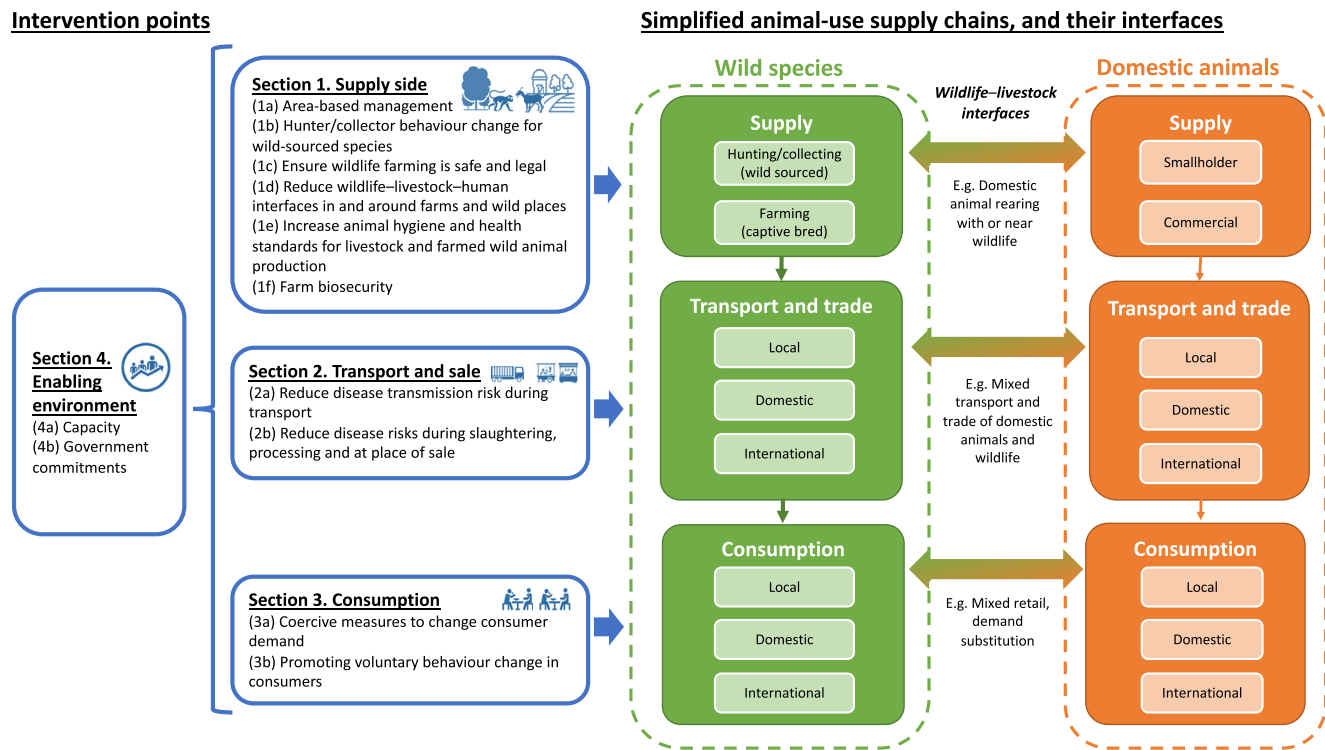 Intervention points
Simplified animal-use supply chains, and their interfaces
Section 4.
Enabling
environment
(4a) Capacity
(4b) Government
commitments
Section 1. Supply side
(1a) Area-based management
(1b) Hunter/collector behaviour change for
wild-sourced species
(1c) Ensure wildlife farming is safe and legal
(1d) Reduce wildlife–livestock–human
interfaces in and around farms and wild places
(1e) Increase animal hygiene and health
standards for livestock and farmed wild animal
production
(1f) Farm biosecurity
Section 2. Transport and sale
(2a) Reduce disease transmission risk during
transport
(2b) Reduce disease risks during slaughtering,
processing and at place of sale
Section 3. Consumption
(3a) Coercive measures to change consumer
demand
(3b) Promoting voluntary behaviour change in
consumers
Wild species
Supply
Hunting/collecting
(wild sourced)
Farming
(captive bred)
Transport and trade
Local
Domestic
International
Consumption
Local
Domestic
International
Wildlife–livestock
interfaces
E.g. Domestic
animal rearing
with or near
wildlife
E.g. Mixed
transport and
trade of domestic
animals and
wildlife
E.g. Mixed retail,
demand
substitution
Domestic animals
Supply
Smallholder
Commercial
Transport and trade
Local
Domestic
International
Consumption
Local
Domestic
International